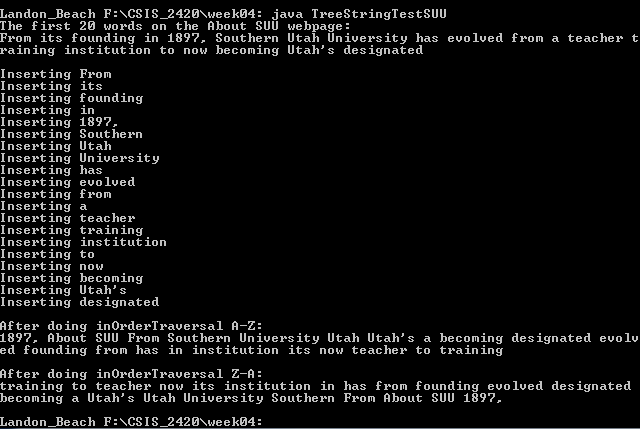 Landon_Beach F:\CSIS_2420\week04: java TreeStringTestSUU
The first 20 words on the About SUU webpage:
From its founding in 1897, Southern Utah University has evolved from a teacher t
raining institution to now becoming Utah's designated
Inserting From
Inserting its
Inserting founding
Inserting in
Inserting 1897,
Inserting Southern
Inserting Utah
Inserting University
Inserting has
Inserting evolved
Inserting from
Inserting a
Inserting teacher
Inserting training
Inserting institution
Inserting to
Inserting now
Inserting becoming
Inserting Utah's
Inserting designated
After doing inOrderTraversal A-Z:
1897, About SUU From Southern University Utah Utah's a becoming designated evolv
ed founding from has in institution its now teacher to training
After doing inOrderTraversal Z-A:
training to teacher now its institution in has from founding evolved designated
becoming a Utah's Utah University Southern From About SUU 1897,
Landon_Beach F:\CSIS_2420\week04: